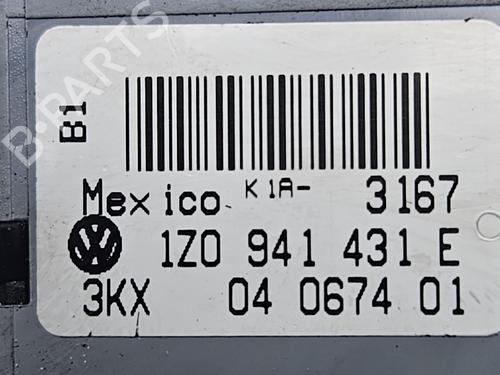 B1
Mexico K1A- 3167
1Z0 941 431 E
3KX 04 0674 01
B-PARTS